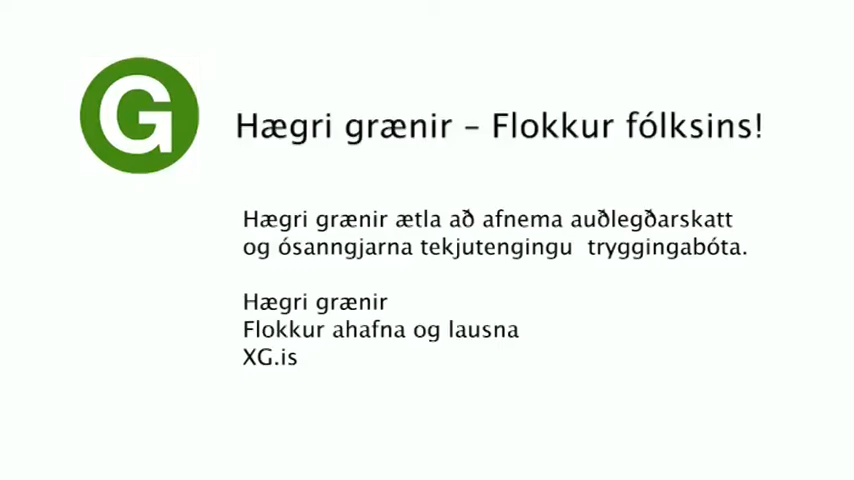 G
Hægri grænir – Flokkur fólksins!
Hægri grænir ætla að afnema auðlegðarskatt
og ósanngjarna tekjutengingu tryggingabóta.
Hægri grænir
Flokkur ahafna og lausna
XG.is